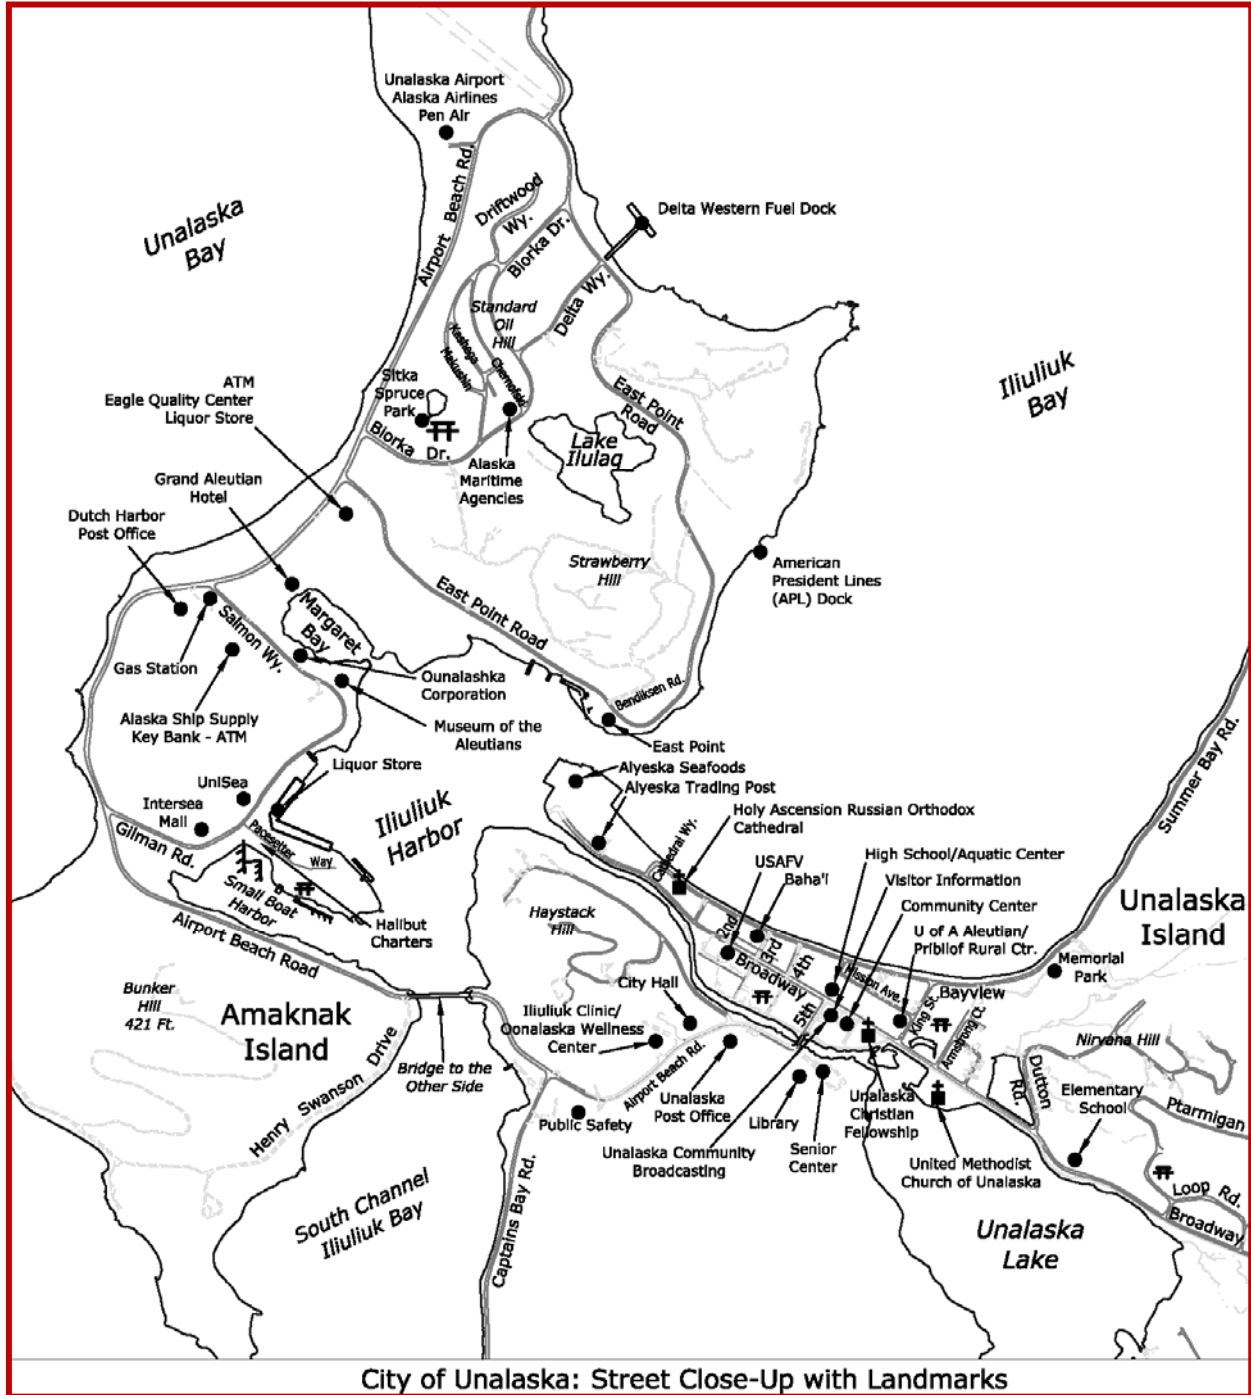 Unalaska Airport
Alaska Airlines
Pen Air
Airport Beach Rd.
Driftwood
Wy.
Biorka Dr.
Delta Western Fuel Dock
Unalaska
Bay
Delta Wy.
Standard
Oil
Hill
Kashega
Makushin
Chernofski
Iliuliuk
Bay
Sitka
Spruce
Park
ATM
Eagle Quality Center
Liquor Store
East Point
Road
Biorka Dr.
Lake
Ilulaq
Alaska
Maritime
Agencies
Grand Aleutian
Hotel
Dutch Harbor
Post Office
Strawberry
Hill
American
President Lines
(APL) Dock
East Point Road
Margaret
Bay
Salmon Wy.
Gas Station
Ounalashka
Corporation
Bendiksen Rd.
Alaska Ship Supply
Key Bank - ATM
Museum of the
Aleutians
East Point
Summer Bay Rd.
Liquor Store
Alyeska Seafoods
UniSea
Alyeska Trading Post
Intersea
Mall
Iliuliuk
Harbor
Holy Ascension Russian Orthodox
Cathedral
Gilman Rd.
Pacesetter
Way
Cathedral Wy.
USAFV
Baha'i
High School/Aquatic Center
Visitor Information
Small Boat
Harbor
Community Center
Unalaska
Island
Haystack
Hill
Halibut
Charters
U of A Aleutian/
Pribilof Rural Ctr.
2nd
3rd
4th
5th
Broadway
Airport Beach Road
Memorial
Park
Mission Ave.
City Hall
Bunker
Hill
421 Ft.
Bayview
King St.
Armstrong Ct.
Amaknak
Island
Iliuliuk Clinic/
Oonalaska Wellness
Center
Nirvana Hill
Henry Swanson Drive
Bridge to the
Other Side
Airport Beach Rd.
Dutton
Rd.
Elementary
School
Unalaska
Post Office
Library
Unalaska
Christian
Fellowship
Ptarmigan
Public Safety
Unalaska Community
Broadcasting
Senior
Center
United Methodist
Church of Unalaska
Captains Bay Rd.
Loop Rd.
Broadway
South Channel
Iliuliuk Bay
Unalaska
Lake
City of Unalaska: Street Close-Up with Landmarks